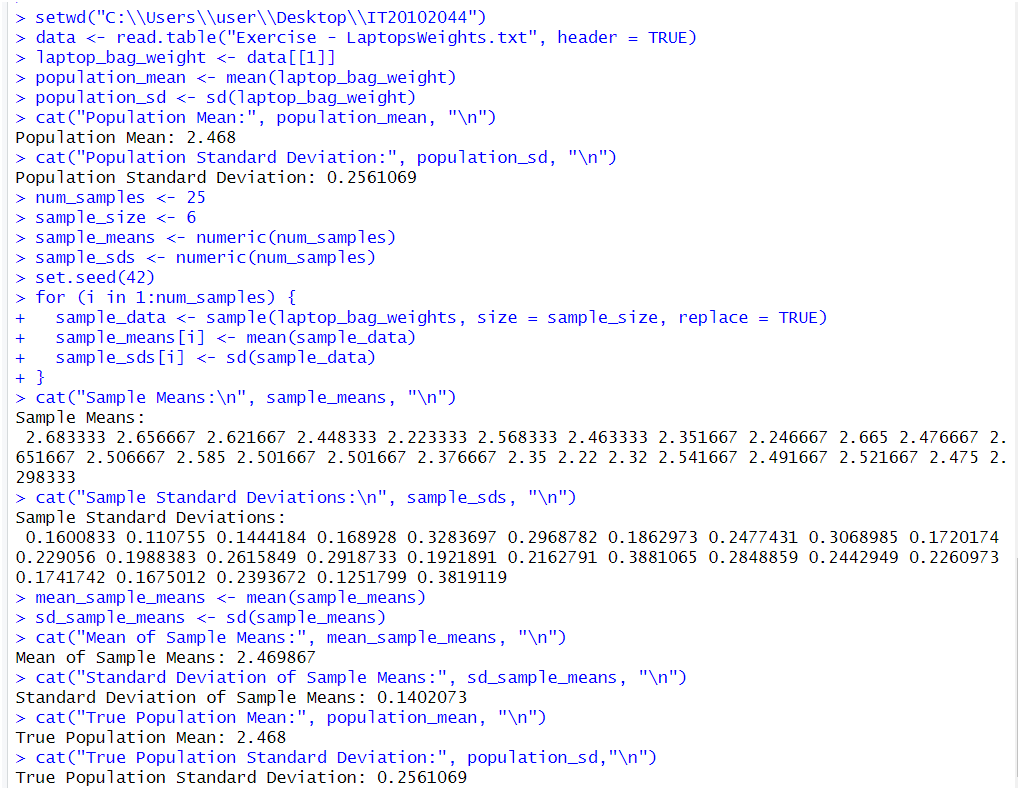 > setwd("C:\\Users\\user\\Desktop\\IT20102044")
> data <- read.table("Exercise - LaptopsWeights.txt", header = TRUE)
> laptop_bag_weight <- data[[1]]
> population_mean <- mean(laptop_bag_weight)
> population_sd <- sd(laptop_bag_weight)
> cat("Population Mean:", population_mean, "\n")
Population Mean: 2.468
> cat("Population Standard Deviation:", population_sd, "\n")
Population Standard Deviation: 0.2561069
> num_samples <- 25
> sample_size <- 6
> sample_means <- numeric(num_samples)
> sample_sds <- numeric(num_samples)
> set.seed(42)
> for (i in 1:num_samples) {
+   sample_data <- sample(laptop_bag_weights, size = sample_size, replace = TRUE)
+   sample_means[i] <- mean(sample_data)
+   sample_sds[i] <- sd(sample_data)
+ }
> cat("Sample Means:\n", sample_means, "\n")
Sample Means:
 2.683333 2.656667 2.621667 2.448333 2.223333 2.568333 2.463333 2.351667 2.246667 2.665 2.476667 2.
651667 2.506667 2.585 2.501667 2.501667 2.376667 2.35 2.22 2.32 2.541667 2.491667 2.521667 2.475 2.
298333
> cat("Sample Standard Deviations:\n", sample_sds, "\n")
Sample Standard Deviations:
 0.1600833 0.110755 0.1444184 0.168928 0.3283697 0.2968782 0.1862973 0.2477431 0.3068985 0.1720174
0.229056 0.1988383 0.2615849 0.2918733 0.1921891 0.2162791 0.3881065 0.2848859 0.2442949 0.2260973
0.1741742 0.1675012 0.2393672 0.1251799 0.3819119
> mean_sample_means <- mean(sample_means)
> sd_sample_means <- sd(sample_means)
> cat("Mean of Sample Means:", mean_sample_means, "\n")
Mean of Sample Means: 2.469867
> cat("Standard Deviation of Sample Means:", sd_sample_means, "\n")
Standard Deviation of Sample Means: 0.1402073
> cat("True Population Mean:", population_mean, "\n")
True Population Mean: 2.468
> cat("True Population Standard Deviation:", population_sd,"\n")
True Population Standard Deviation: 0.2561069